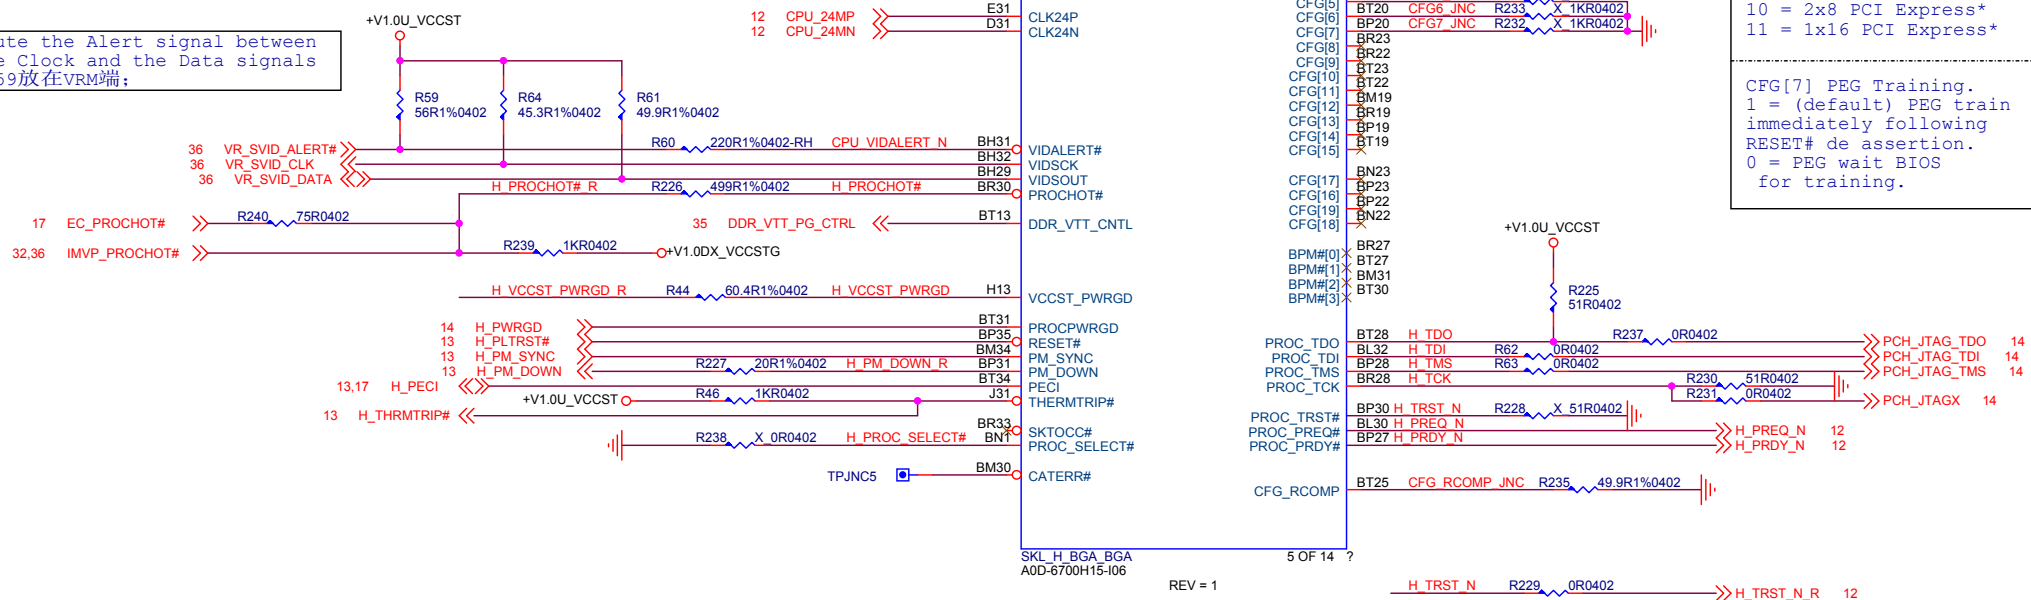 ute the Alert signal between
e Clock and the Data signals
59放在VRM端;
+V1.0U_VCCST
R59
56R1%0402
R64
45.3R1%0402
R61
49.9R1%0402
12 CPU_24MP
E31
CLK24P
12 CPU_24MN
D31
CLK24N
36 VR_SVID_ALERT#
R60 220R1%0402-RH CPU_VIDALERT_N
BH31
VIDALERT#
36 VR_SVID_CLK
BH32
VIDSCK
36 VR_SVID_DATA
BH29
VIDSOUT
H_PROCHOT#_R R226 499R1%0402 H_PROCHOT#
BR30
PROCHOT#
17 EC_PROCHOT# R240 75R0402
35 DDR_VTT_PG_CTRL
BT13
DDR_VTT_CNTL
32,36 IMVP_PROCHOT#
R239 1KR0402 +V1.0DX_VCCSTG
H_VCCST_PWRGD_R R44 60.4R1%0402 H_VCCST_PWRGD
H13
VCCST_PWRGD
14 H_PWRGD
BT31
PROCPWRGD
13 H_PLTRST#
BP35
RESET#
13 H_PM_SYNC
BM34
PM_SYNC
13 H_PM_DOWN R227 20R1%0402 H_PM_DOWN_R
BP31
PM_DOWN
13,17 H_PECI
BT34
PECI
+V1.0U_VCCST R46 1KR0402
J31
THERMTRIP#
13 H_THRMTRIP#
BR33
SKTOCC#
R238 X_0R0402 H_PROC_SELECT#
BN1
PROC_SELECT#
TPJNC5
BM30
CATERR#
CFG[5]
CFG[6] BT20 CFG6_JNC R233 X_1KR0402
CFG[7] BP20 CFG7_JNC R232 X_1KR0402
CFG[8] BR23
CFG[9] BR22
CFG[10] BT23
CFG[11] BT22
CFG[12] BM19
CFG[13] BR19
CFG[14] BP19
CFG[15] BT19
CFG[17] BN23
CFG[16] BP23
CFG[19] BP22
CFG[18] BN22
BPM#[0] BR27
BPM#[1] BT27
BPM#[2] BM31
BPM#[3] BT30
+V1.0U_VCCST
R225
51R0402
PROC_TDO BT28 H_TDO R237 0R0402 PCH_JTAG_TDO 14
PROC_TDI BL32 H_TDI R62 0R0402 PCH_JTAG_TDI 14
PROC_TMS BP28 H_TMS R63 0R0402 PCH_JTAG_TMS 14
PROC_TCK BR28 H_TCK R230 51R0402
R231 0R0402 PCH_JTAGX 14
PROC_TRST# BP30 H_TRST_N R228 X_51R0402
PROC_PREQ# BL30 H_PREQ_N H_PREQ_N 12
PROC_PRDY# BP27 H_PRDY_N H_PRDY_N 12
CFG_RCOMP BT25 CFG_RCOMP_JNC R235 49.9R1%0402
10 = 2x8 PCI Express*
11 = 1x16 PCI Express*
CFG[7] PEG Training.
1 = (default) PEG train
immediately following
RESET# de assertion.
0 = PEG wait BIOS
for training.
SKL_H_BGA_BGA
5 OF 14 ?
A0D-6700H15-I06
REV = 1
H_TRST_N R229 0R0402 H_TRST_N_R 12